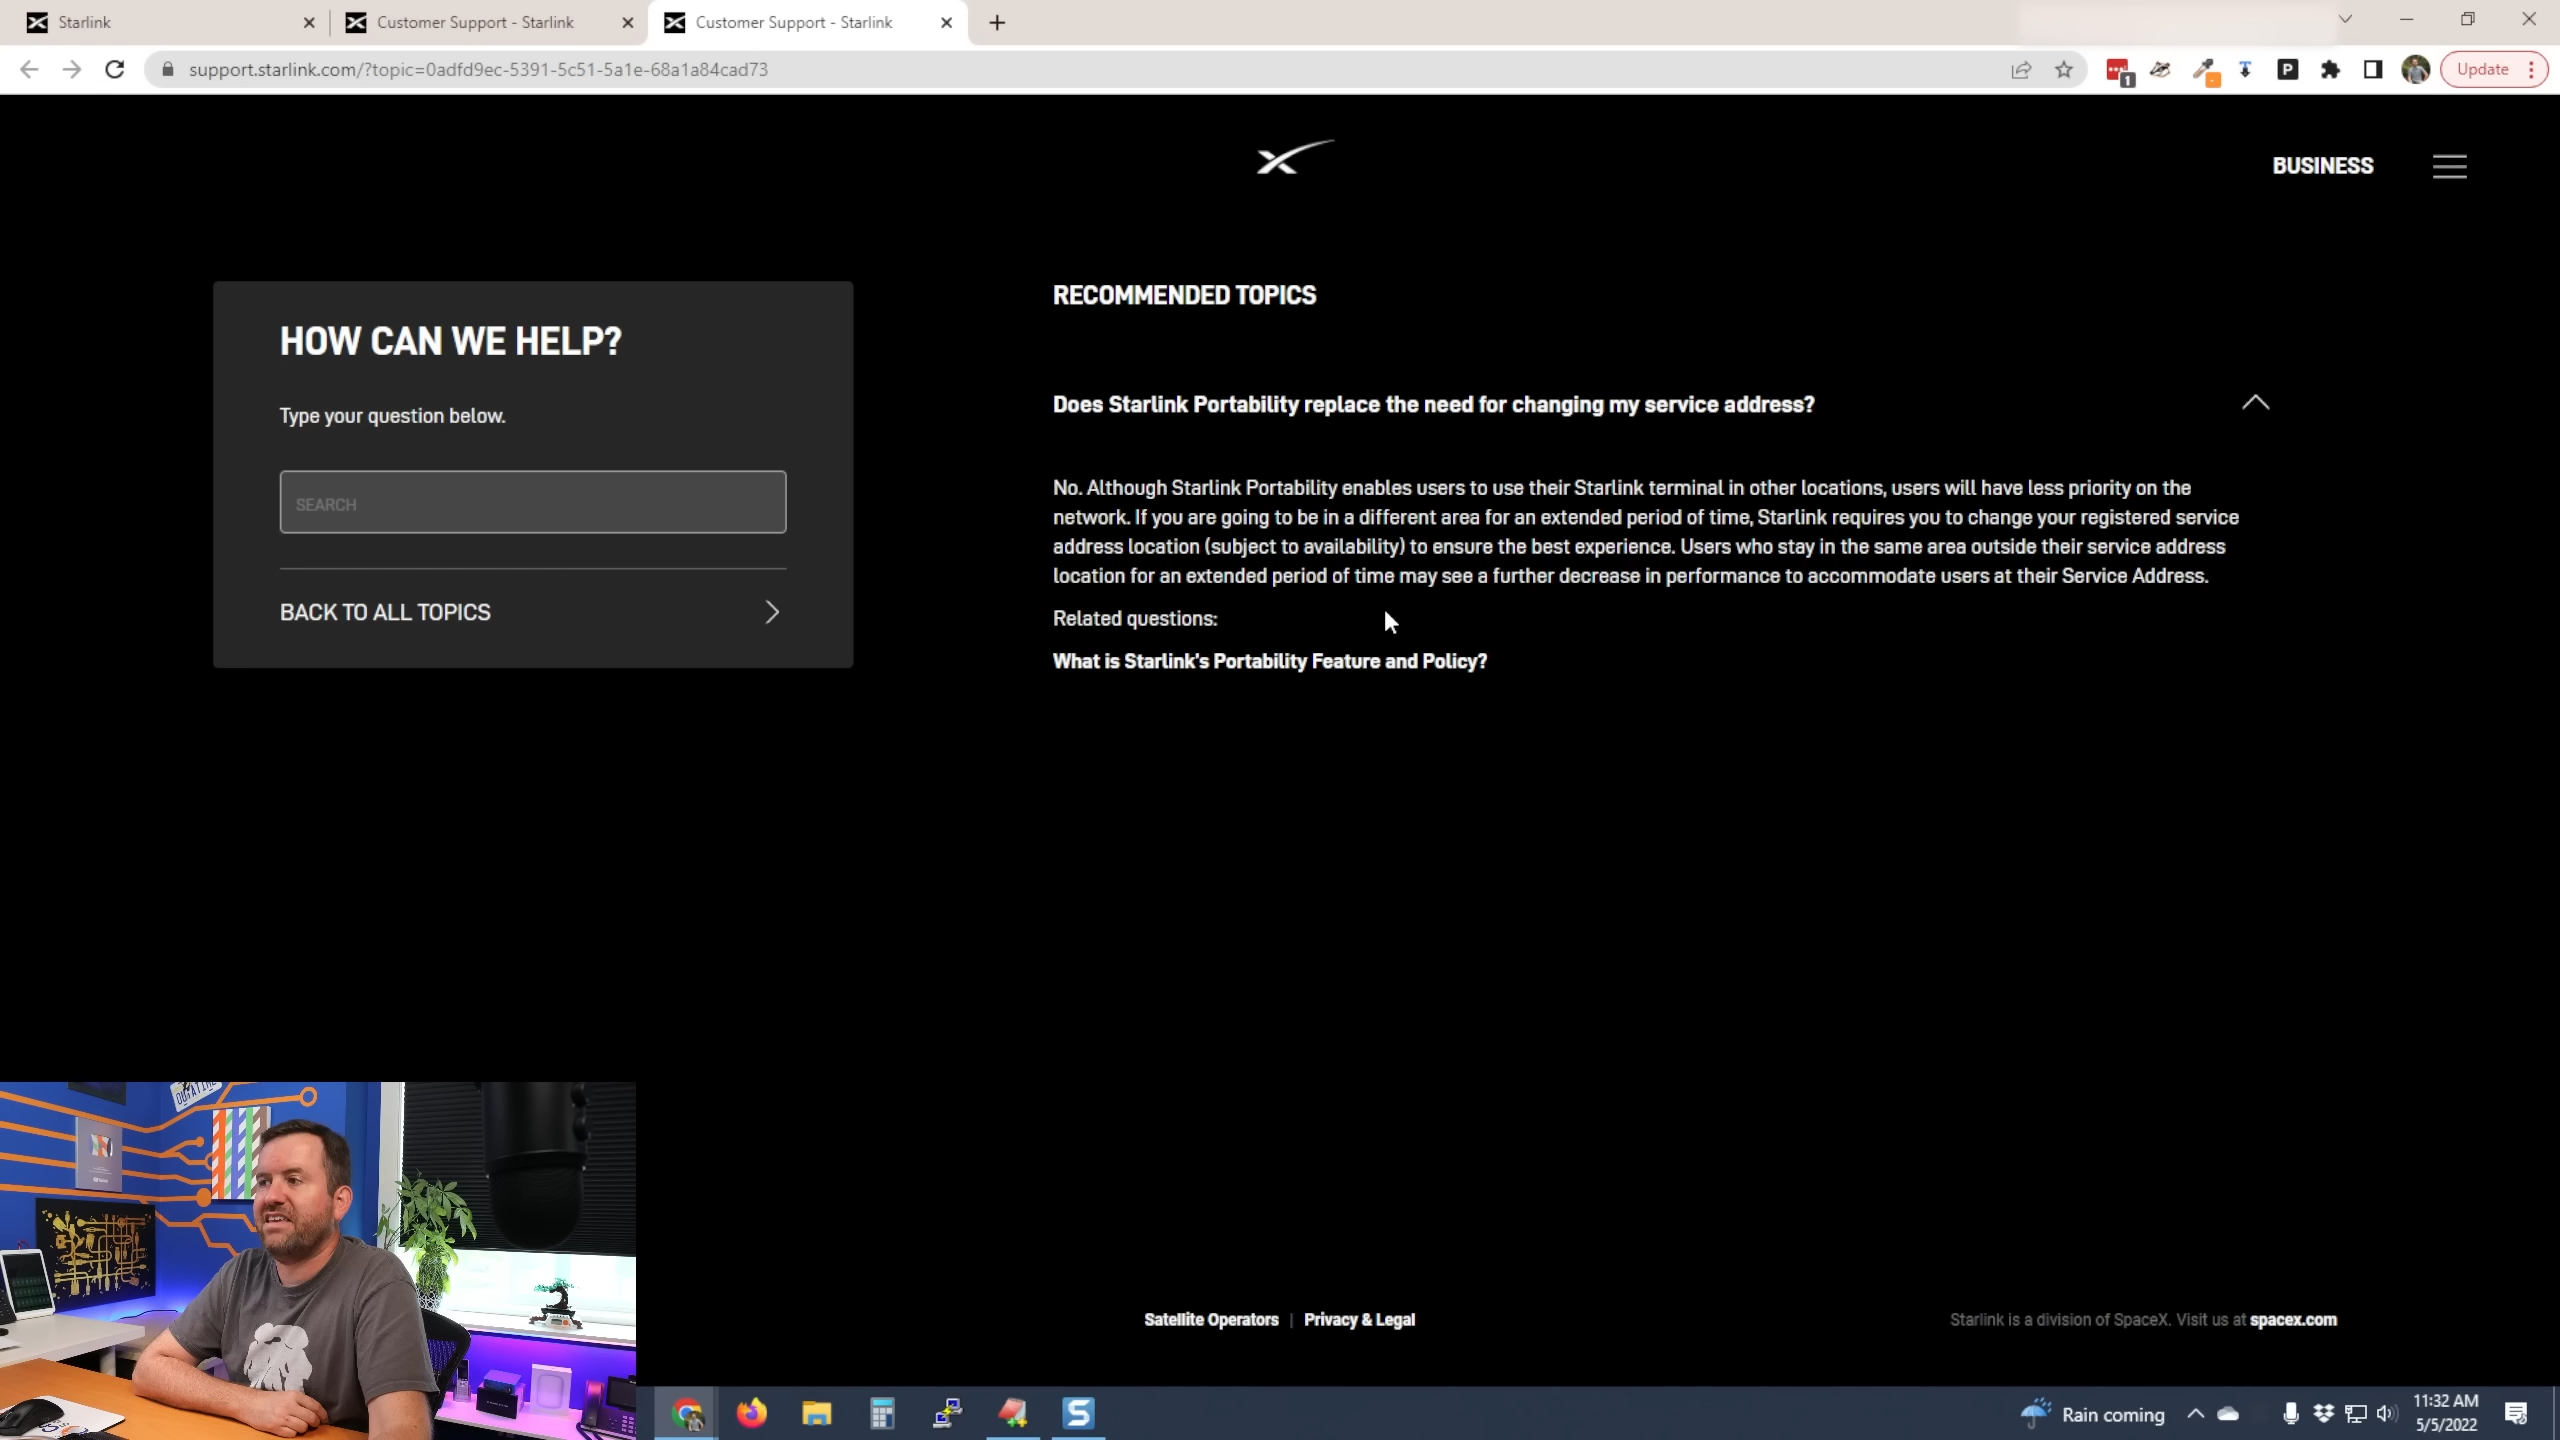 Starlink
Customer Support - Starlink
Customer Support - Starlink
support.starlink.com/?topic=0adfd9ec-5391-5c51-5a1e-68a1a84cad73
1
P
Update
BUSINESS
HOW CAN WE HELP?
Type your question below.
SEARCH
BACK TO ALL TOPICS
RECOMMENDED TOPICS
Does Starlink Portability replace the need for changing my service address?
No. Although Starlink Portability enables users to use their Starlink terminal in other locations, users will have less priority on the
network. If you are going to be in a different area for an extended period of time, Starlink requires you to change your registered service
address location (subject to availability) to ensure the best experience. Users who stay in the same area outside their service address
location for an extended period of time may see a further decrease in performance to accommodate users at their Service Address.
Related questions:
What is Starlink's Portability Feature and Policy?
Satellite Operators | Privacy & Legal
Starlink is a division of SpaceX. Visit us at spacex.com
S
Rain coming
11:32 AM
5/5/2022